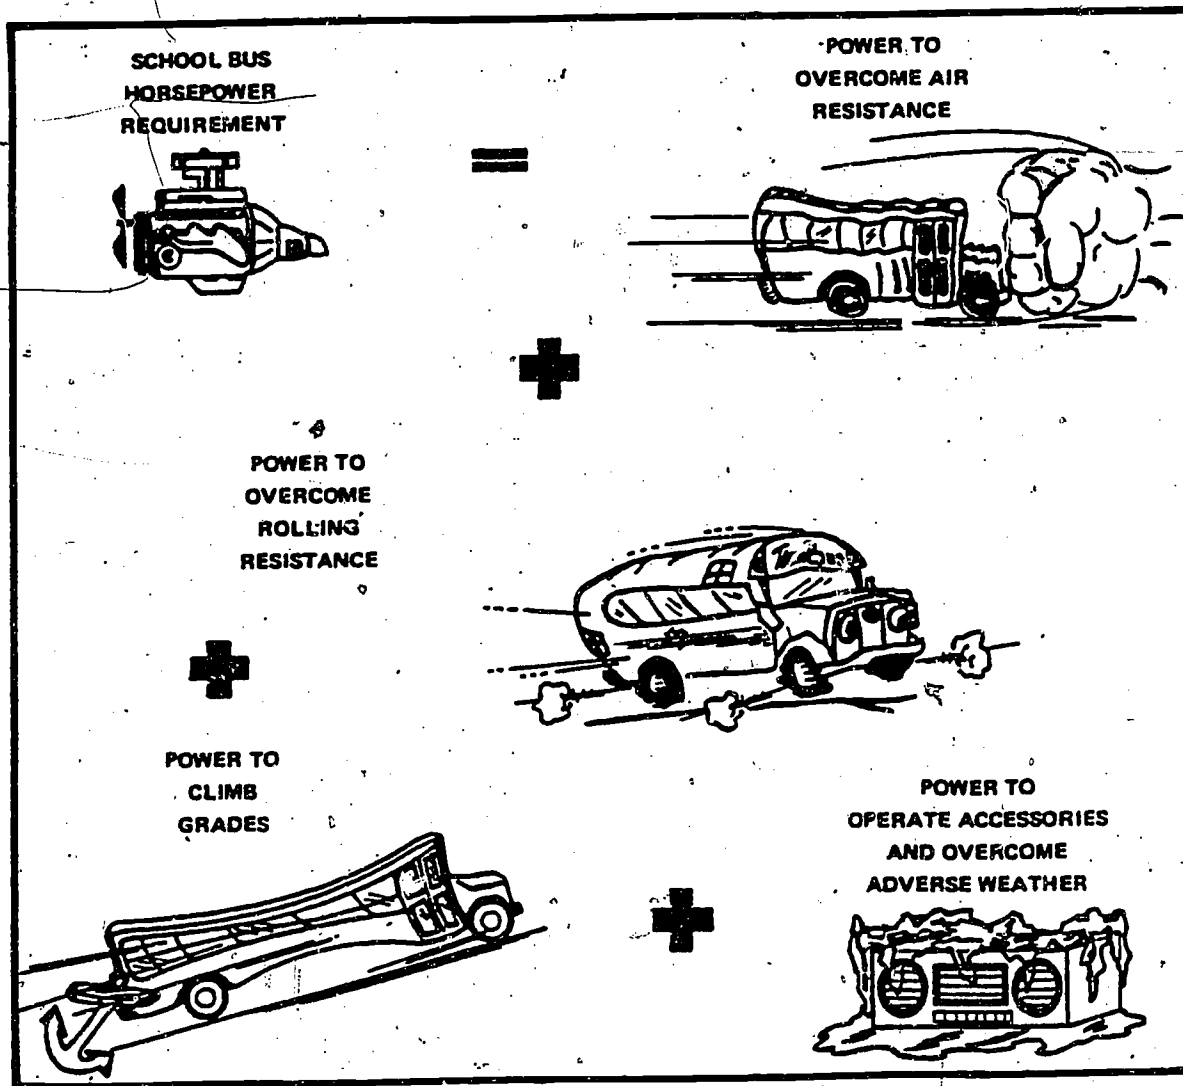 SCHOOL BUS
HORSEPOWER
REQUIREMENT
=
POWER TO
OVERCOME AIR
RESISTANCE
+
POWER TO
OVERCOME
ROLLING
RESISTANCE
+
POWER TO
CLIMB
GRADES
+
POWER TO
OPERATE ACCESSORIES
AND OVERCOME
ADVERSE WEATHER